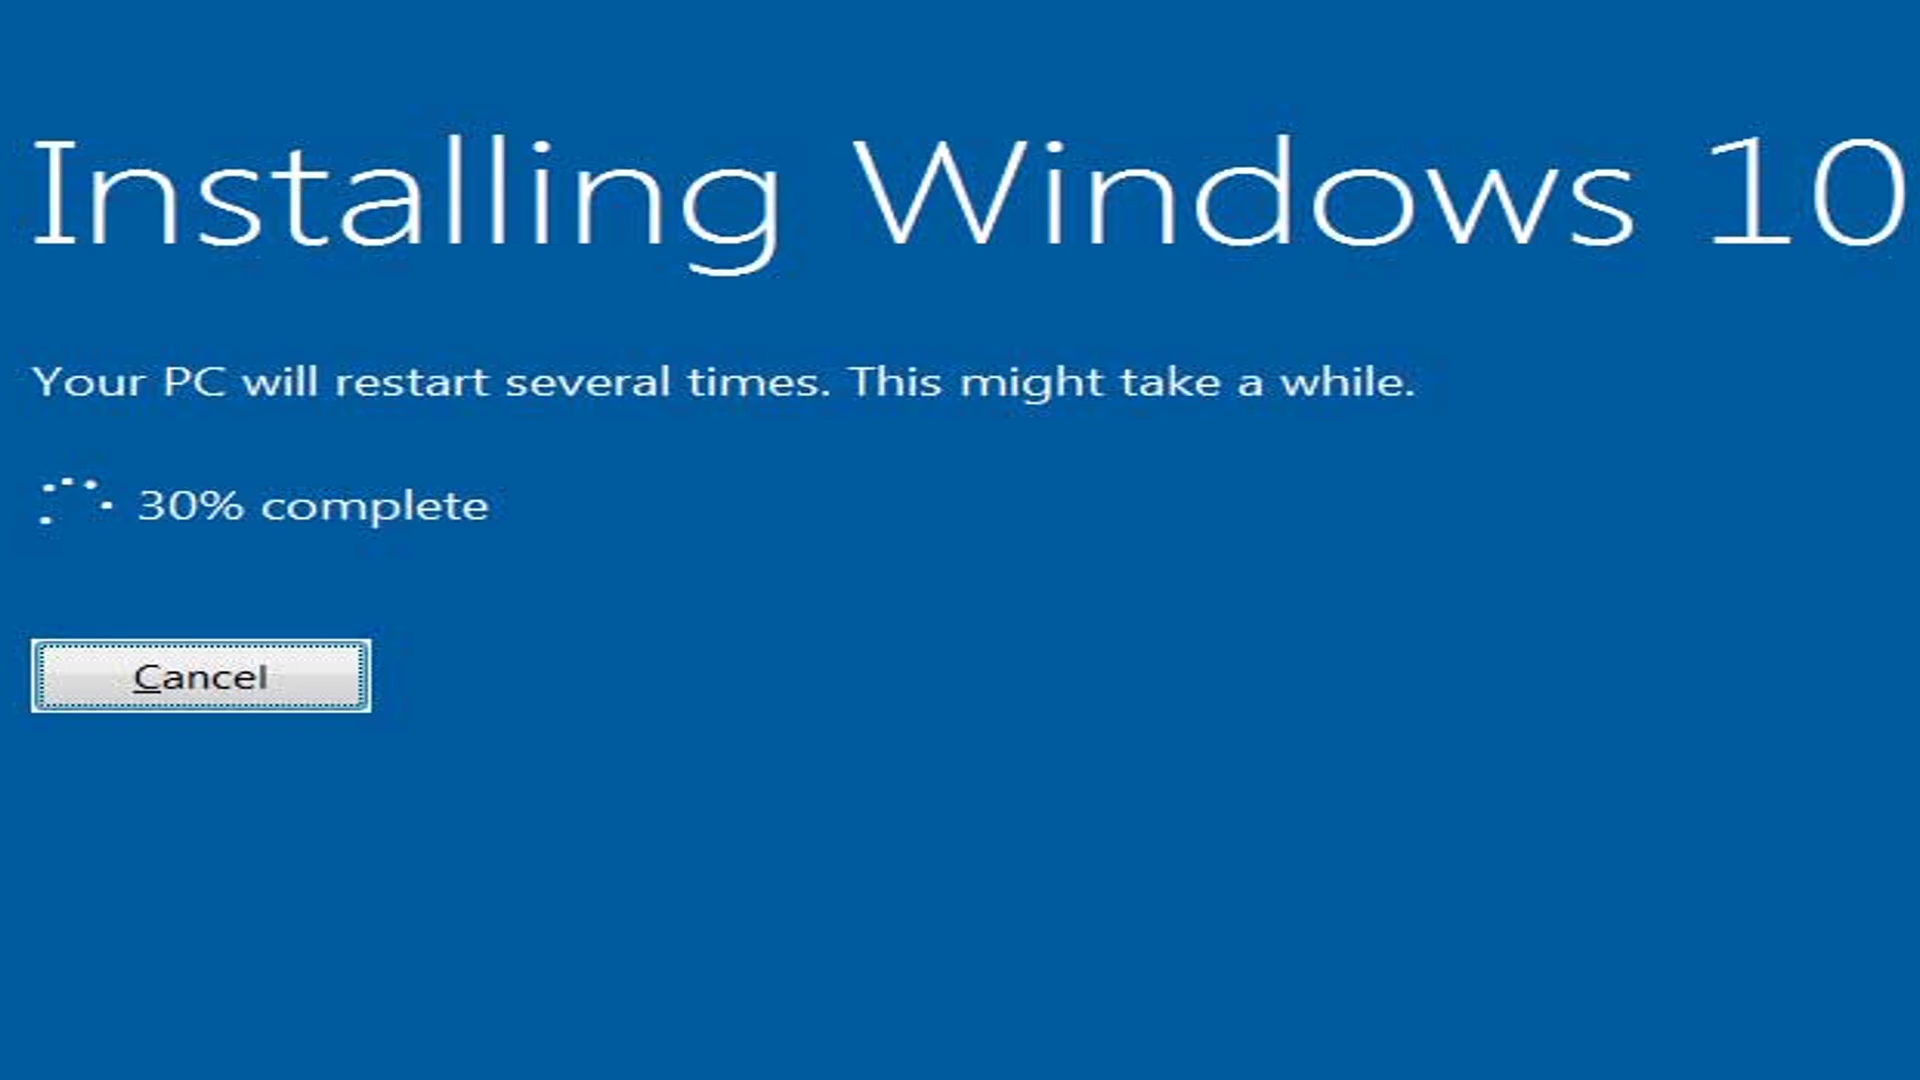 Installing Windows 10
Your PC will restart several times. This might take a while.
30% complete
Cancel